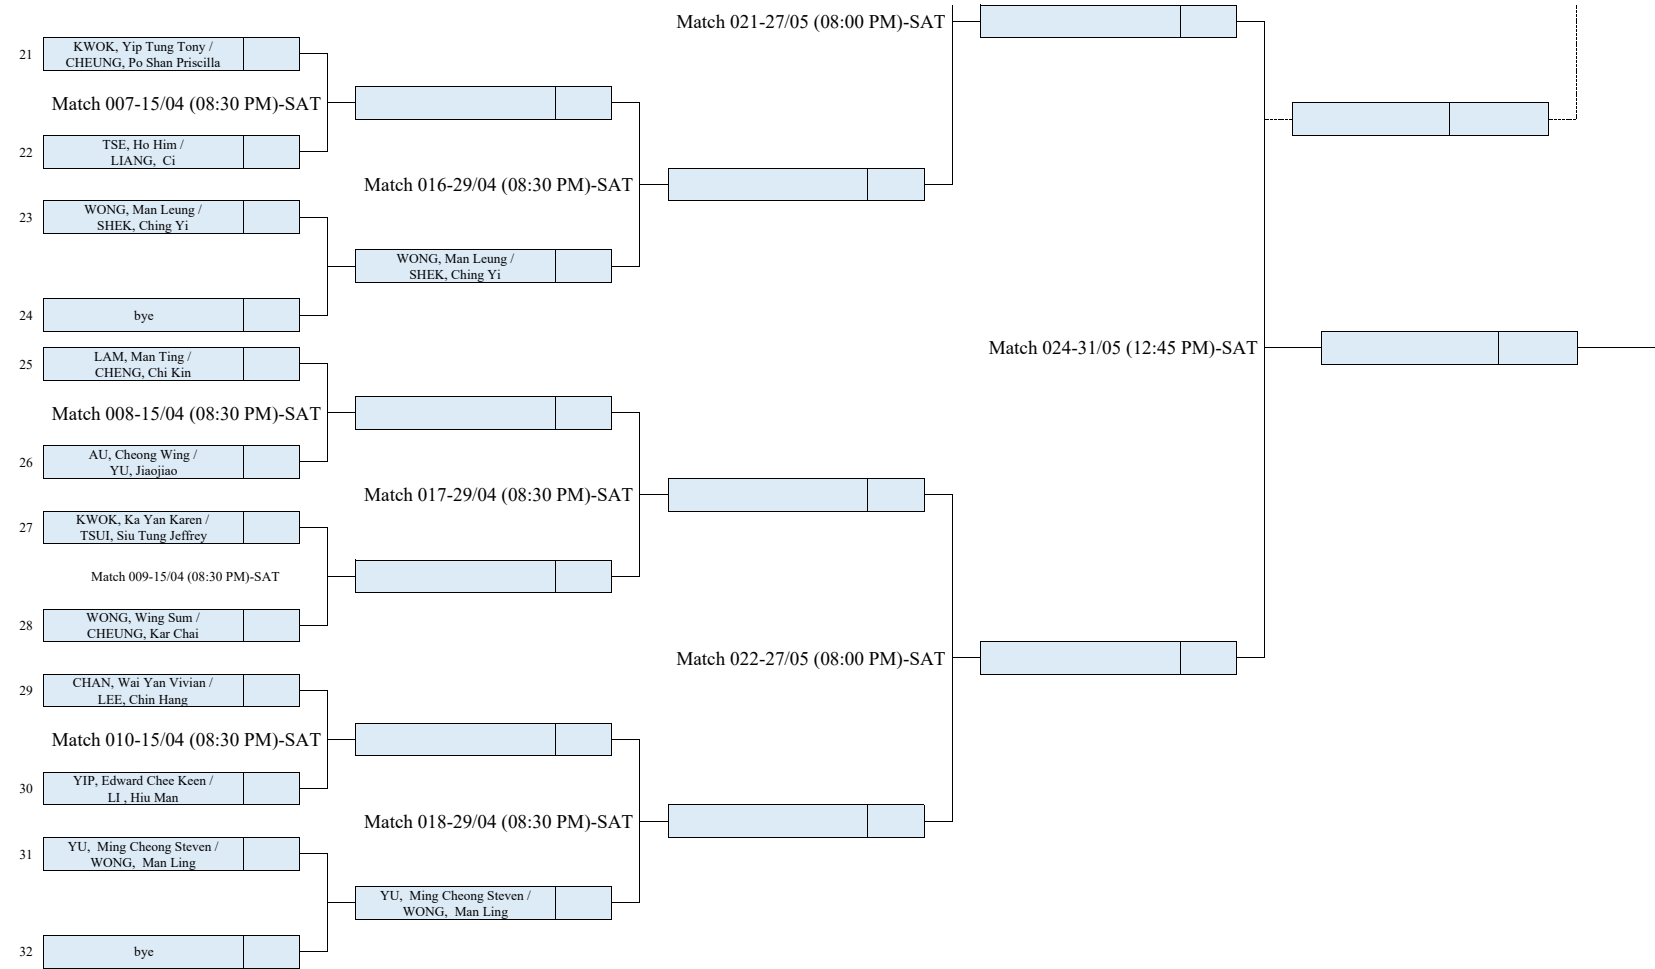 Match 021-27/05 (08:00 PM)-SAT
21
KWOK, Yip Tung Tony /
CHEUNG, Po Shan Priscilla
Match 007-15/04 (08:30 PM)-SAT
22
TSE, Ho Him /
LIANG, Ci
Match 016-29/04 (08:30 PM)-SAT
23
WONG, Man Leung /
SHEK, Ching Yi
WONG, Man Leung /
SHEK, Ching Yi
24
bye
Match 024-31/05 (12:45 PM)-SAT
25
LAM, Man Ting /
CHENG, Chi Kin
Match 008-15/04 (08:30 PM)-SAT
26
AU, Cheong Wing /
YU, Jiaojiao
Match 017-29/04 (08:30 PM)-SAT
27
KWOK, Ka Yan Karen /
TSUI, Siu Tung Jeffrey
Match 009-15/04 (08:30 PM)-SAT
28
WONG, Wing Sum /
CHEUNG, Kar Chai
Match 022-27/05 (08:00 PM)-SAT
29
CHAN, Wai Yan Vivian /
LEE, Chin Hang
Match 010-15/04 (08:30 PM)-SAT
30
YIP, Edward Chee Keen /
LI , Hiu Man
Match 018-29/04 (08:30 PM)-SAT
31
YU, Ming Cheong Steven /
WONG, Man Ling
YU, Ming Cheong Steven /
WONG, Man Ling
32
bye